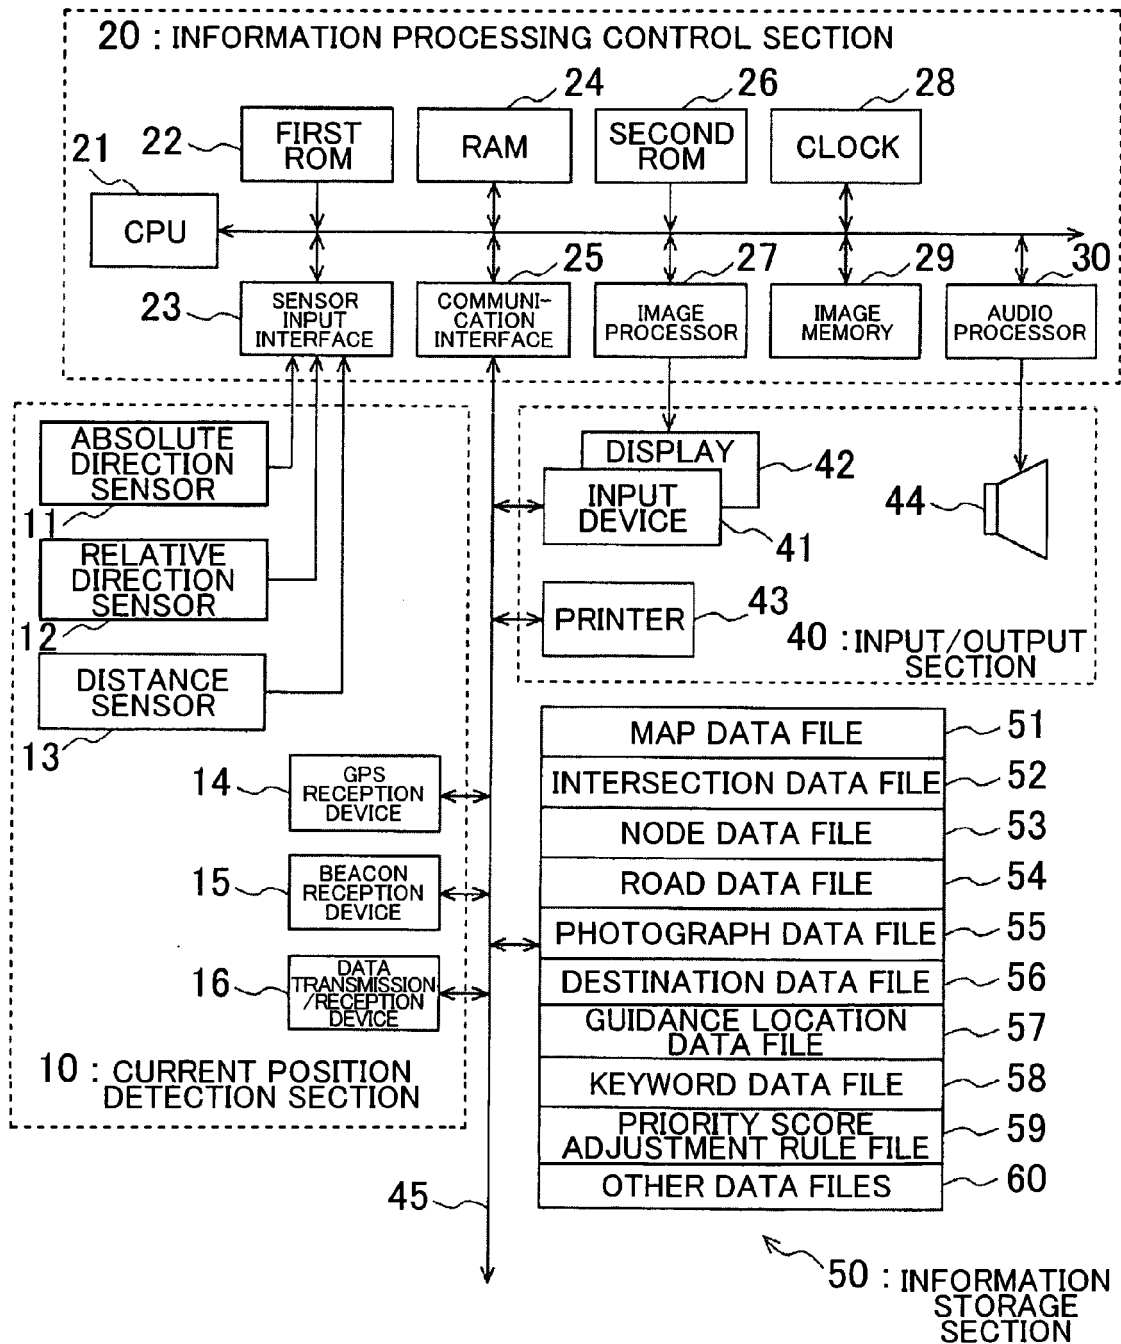 20 : INFORMATION PROCESSING CONTROL SECTION
24
26
28
22
FIRST
ROM
RAM
SECOND
ROM
CLOCK
21
CPU
25
27
29
30
23
SENSOR
INPUT
INTERFACE
COMMUNI-
CATION
INTERFACE
IMAGE
PROCESSOR
IMAGE
MEMORY
AUDIO
PROCESSOR
ABSOLUTE
DIRECTION
SENSOR
11
RELATIVE
DIRECTION
SENSOR
12
DISTANCE
SENSOR
13
DISPLAY
42
INPUT
DEVICE
41
44
PRINTER
43
40 : INPUT/OUTPUT
SECTION
14
GPS
RECEPTION
DEVICE
15
BEACON
RECEPTION
DEVICE
16
DATA
TRANSMISSION
/RECEPTION
DEVICE
10 : CURRENT POSITION
DETECTION SECTION
MAP DATA FILE 51
INTERSECTION DATA FILE 52
NODE DATA FILE 53
ROAD DATA FILE 54
PHOTOGRAPH DATA FILE 55
DESTINATION DATA FILE 56
GUIDANCE LOCATION
DATA FILE 57
KEYWORD DATA FILE 58
PRIORITY SCORE
ADJUSTMENT RULE FILE 59
OTHER DATA FILES 60
45
50 : INFORMATION
STORAGE
SECTION